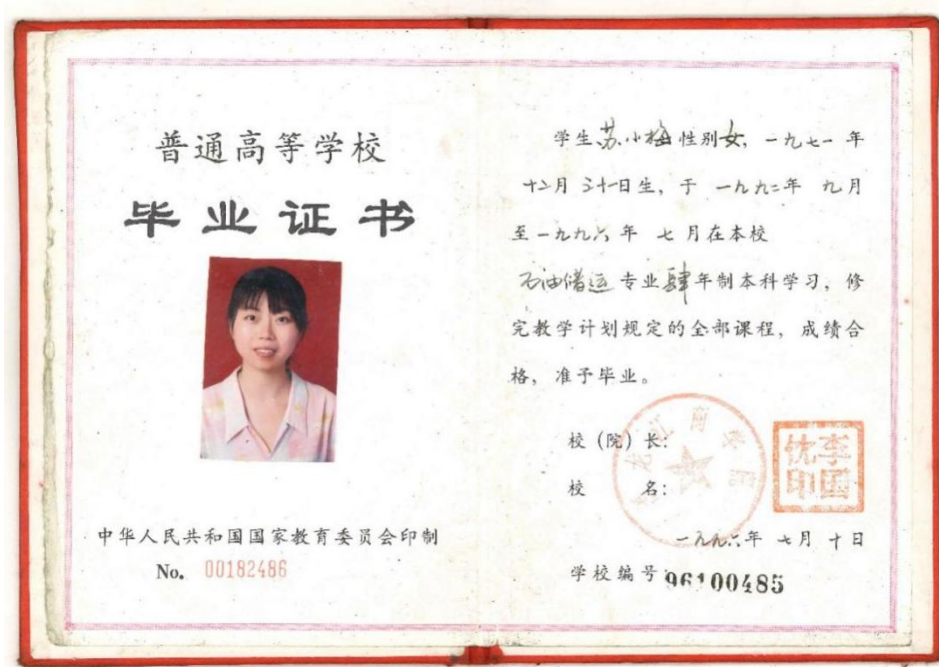 普通高等学校
毕业证书
中华人民共和国国家教育委员会印制
No. 00182486
学生 苏小梅 性别 女, 一九七一 年
十二月 三十日生, 于 一九九二年 九月
至 一九九六 年 七 月在本校
石油储运 专业 肆 年制本科学习, 修
完教学计划规定的全部课程, 成绩合
格, 准予毕业。
校 (院) 长:
李国忱印
校 名:
一九九六年 七月 十日
学校编号 96100485